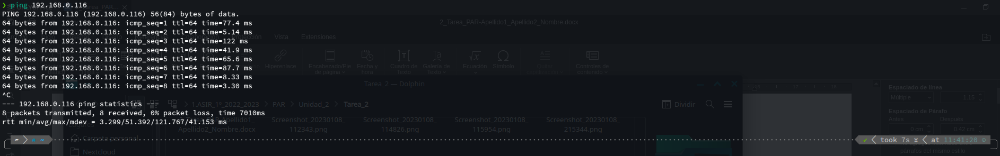 ❯ ping 192.168.0.116
PING 192.168.0.116 (192.168.0.116) 56(84) bytes of data.
64 bytes from 192.168.0.116: icmp_seq=1 ttl=64 time=77.4 ms
64 bytes from 192.168.0.116: icmp_seq=2 ttl=64 time=5.14 ms
64 bytes from 192.168.0.116: icmp_seq=3 ttl=64 time=122 ms
64 bytes from 192.168.0.116: icmp_seq=4 ttl=64 time=41.9 ms
64 bytes from 192.168.0.116: icmp_seq=5 ttl=64 time=65.6 ms
64 bytes from 192.168.0.116: icmp_seq=6 ttl=64 time=87.7 ms
64 bytes from 192.168.0.116: icmp_seq=7 ttl=64 time=8.33 ms
64 bytes from 192.168.0.116: icmp_seq=8 ttl=64 time=3.30 ms
^C
--- 192.168.0.116 ping statistics ---
8 packets transmitted, 8 received, 0% packet loss, time 7010ms
rtt min/avg/max/mdev = 3.299/51.392/121.767/41.153 ms
~ took 7s at 11:41:20
2_Tarea_PAR...
2_Tarea_PAR-Apellido1_Apellido2_Nombre.docx
Vista Extensiones
Hiperenlace
Encabezado/Pie de página
Fecha y hora
Cuadro de Texto
Galería de Texto
Ecuación
Símbolo
Controles de contenido
Tarea_2 — Dolphin
1.ASIR_1º_2022_2023 > PAR > Unidad_2 > Tarea_2
Dividir
Apellido2_Nombre.docx
Screenshot_20230108_112343.png
Screenshot_20230108_114826.png
Screenshot_20230108_115954.png
Screenshot_20230108_215344.png
Carpeta personal
Nextcloud
Espaciado de línea
Múltiple 1.15
Espaciado de Párafo
Antes Después
0 cm 0.42 cm
párrafos del mismo estilo